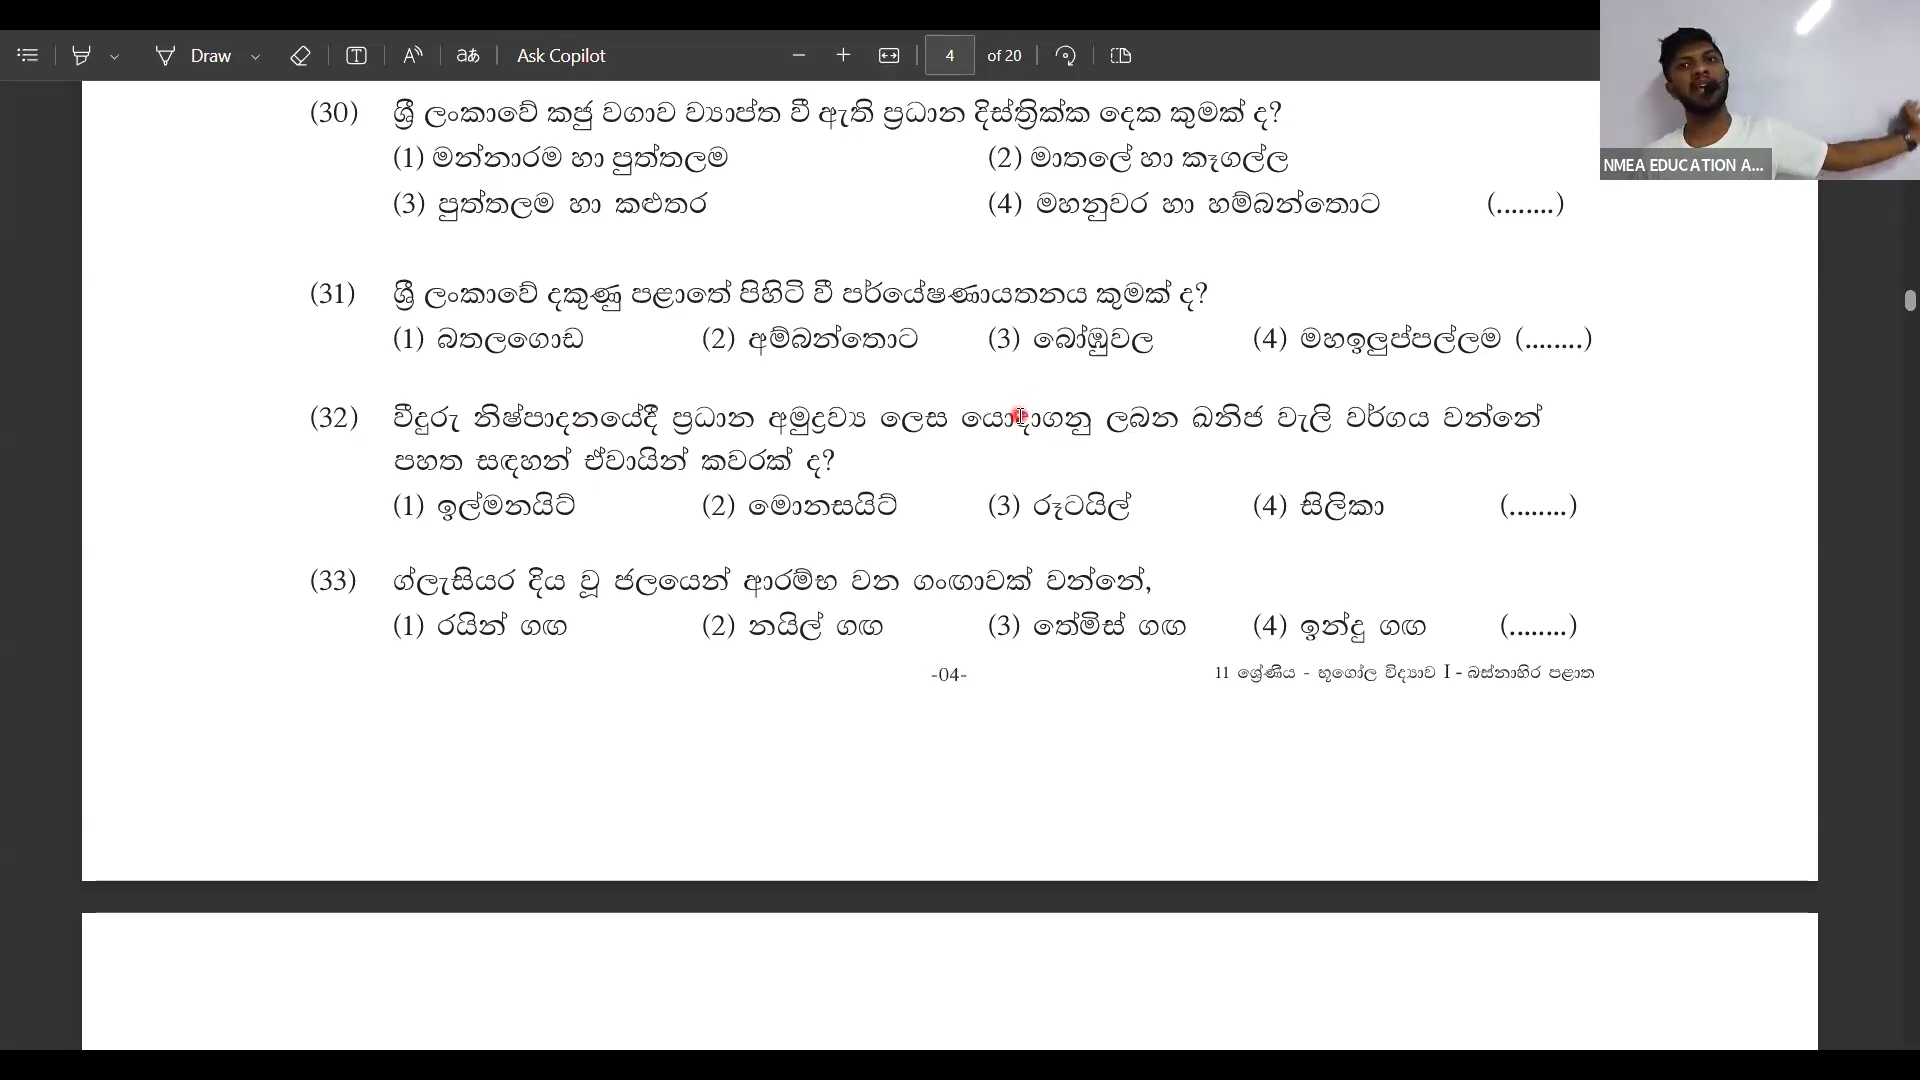 Draw
Ask Copilot
4 of 20
NMEA EDUCATION A...
(30) ශ්‍රී ලංකාවේ කජු වගාව ව්‍යාප්ත වී ඇති ප්‍රධාන දිස්ත්‍රික්ක දෙක කුමක් ද?
(1) මන්නාරම හා පුත්තලම (2) මාතලේ හා කෑගල්ල
(3) පුත්තලම හා කළුතර (4) මහනුවර හා හම්බන්තොට (........)
(31) ශ්‍රී ලංකාවේ දකුණු පළාතේ පිහිටි වී පර්යේෂණායතනය කුමක් ද?
(1) බතලගොඩ (2) අම්බන්තොට (3) බෝඹුවල (4) මහඉලුප්පල්ලම (........)
(32) වීදුරු නිෂ්පාදනයේදී ප්‍රධාන අමුද්‍රව්‍ය ලෙස යොදාගනු ලබන ඛනිජ වැලි වර්ගය වන්නේ
පහත සඳහන් ඒවායින් කවරක් ද?
(1) ඉල්මනයිට් (2) මොනසයිට් (3) රූටයිල් (4) සිලිකා (........)
(33) ග්ලැසියර දිය වූ ජලයෙන් ආරම්භ වන ගංඟාවක් වන්නේ,
(1) රයින් ගඟ (2) නයිල් ගඟ (3) තේමිස් ගඟ (4) ඉන්දු ගඟ (........)
-04- 11 ශ්‍රේණිය - භූගෝල විද්‍යාව I - බස්නාහිර පළාත